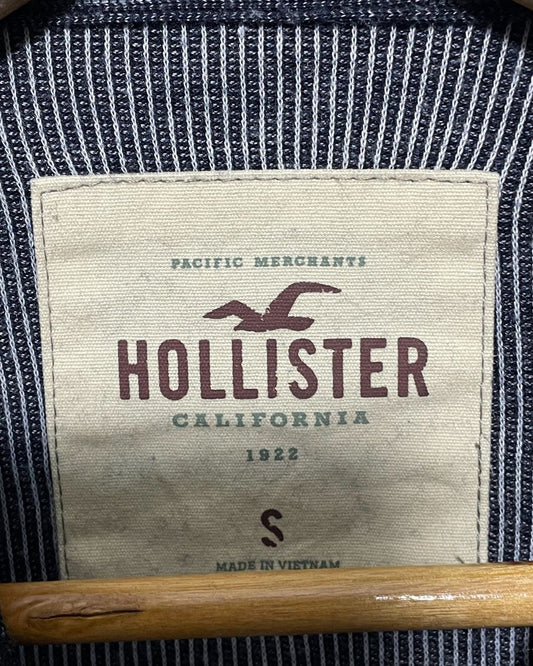 PACIFIC MERCHANTS
HOLLISTER
CALIFORNIA
1922
S
MADE IN VIETNAM